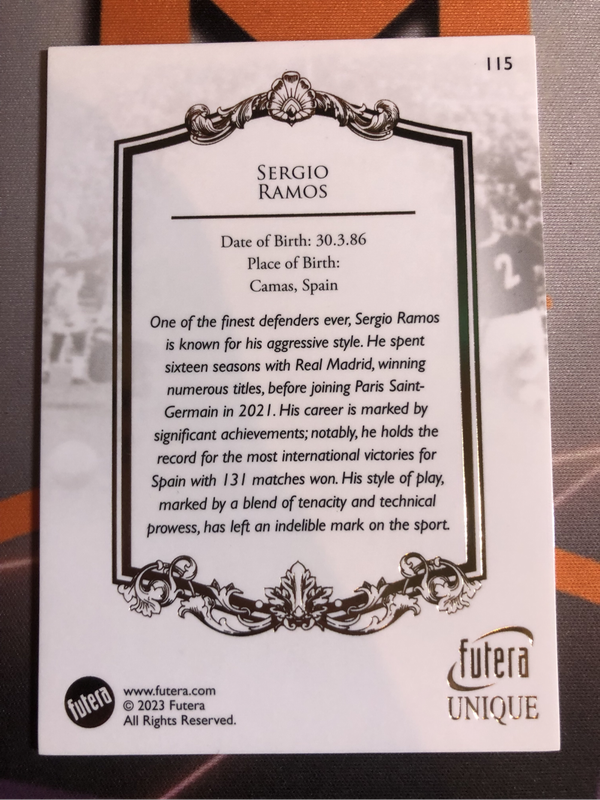 115
SERGIO
RAMOS
Date of Birth: 30.3.86
Place of Birth:
Camas, Spain
One of the finest defenders ever, Sergio Ramos
is known for his aggressive style. He spent
sixteen seasons with Real Madrid, winning
numerous titles, before joining Paris Saint-
Germain in 2021. His career is marked by
significant achievements; notably, he holds the
record for the most international victories for
Spain with 131 matches won. His style of play,
marked by a blend of tenacity and technical
prowess, has left an indelible mark on the sport.
2
futera
UNIQUE
futera
www.futera.com
© 2023 Futera
All Rights Reserved.